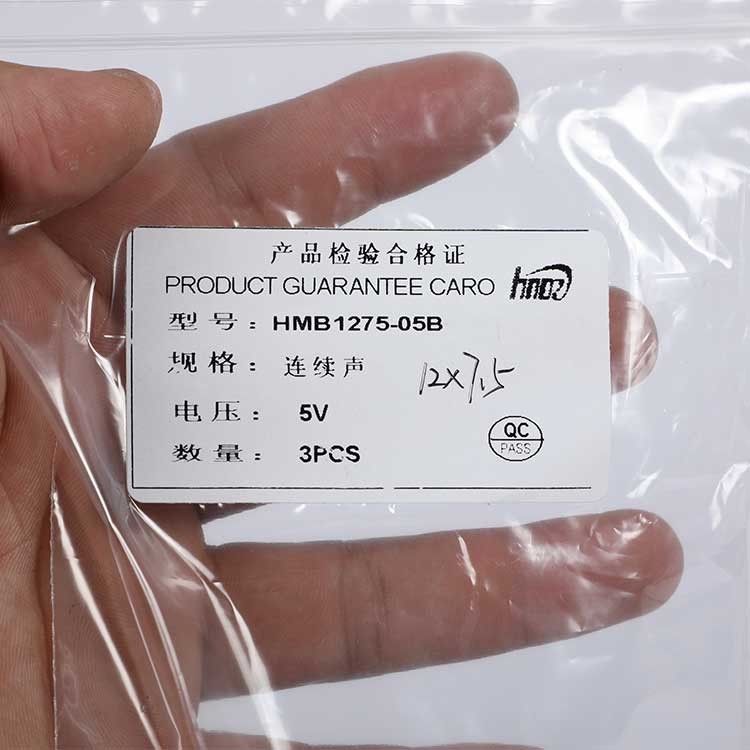 产品检验合格证
PRODUCT GUARANTEE CARO
hndz
型号: HMB1275-05B
规格: 连续声
12X7.5
电压: 5V
QC
PASS
数量: 3PCS